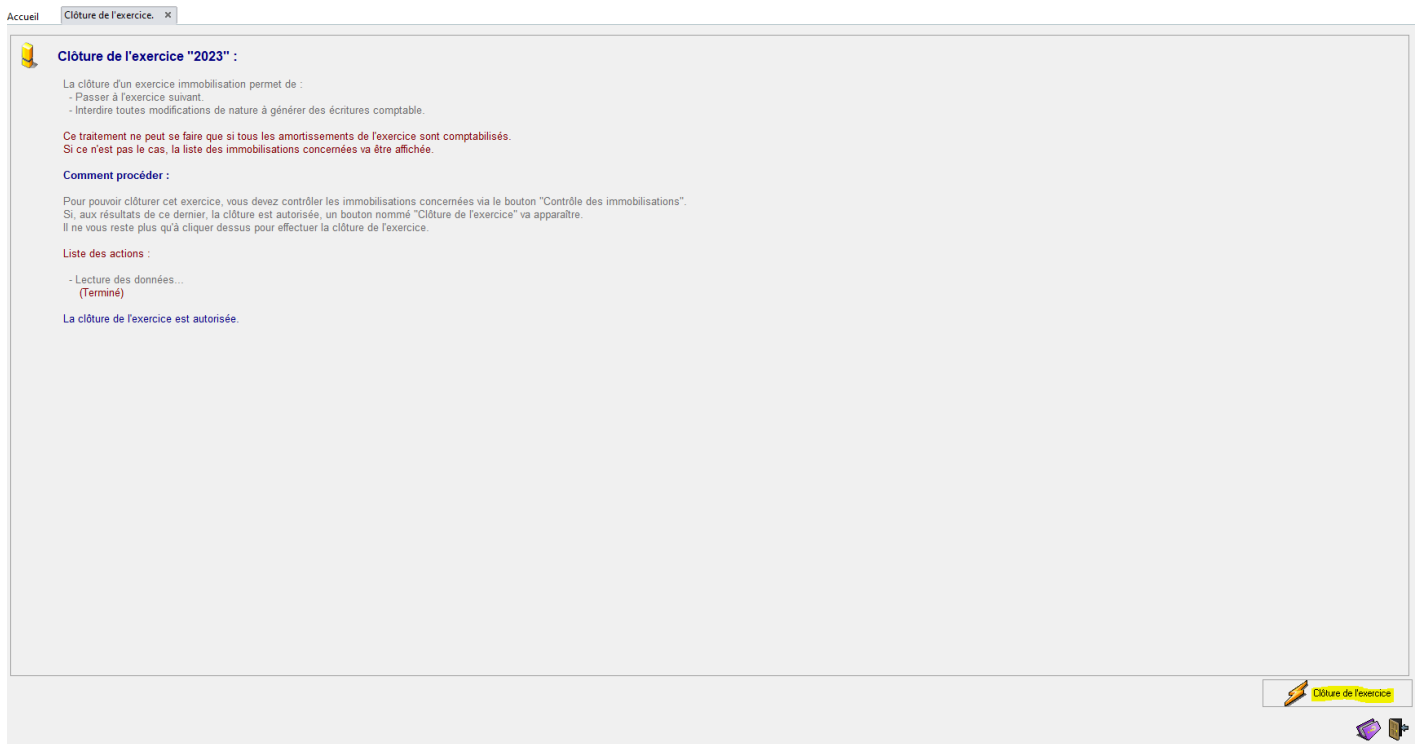 Accueil
Clôture de l'exercice. ×
Clôture de l'exercice "2023" :
La clôture d'un exercice immobilisation permet de :
- Passer à l'exercice suivant.
- Interdire toutes modifications de nature à générer des écritures comptable.
Ce traitement ne peut se faire que si tous les amortissements de l'exercice sont comptabilisés.
Si ce n'est pas le cas, la liste des immobilisations concernées va être affichée.
Comment procéder :
Pour pouvoir clôturer cet exercice, vous devez contrôler les immobilisations concernées via le bouton "Contrôle des immobilisations".
Si, aux résultats de ce dernier, la clôture est autorisée, un bouton nommé "Clôture de l'exercice" va apparaître.
Il ne vous reste plus qu'à cliquer dessus pour effectuer la clôture de l'exercice.
Liste des actions :
- Lecture des données...
(Terminé)
La clôture de l'exercice est autorisée.
Clôture de l'exercice